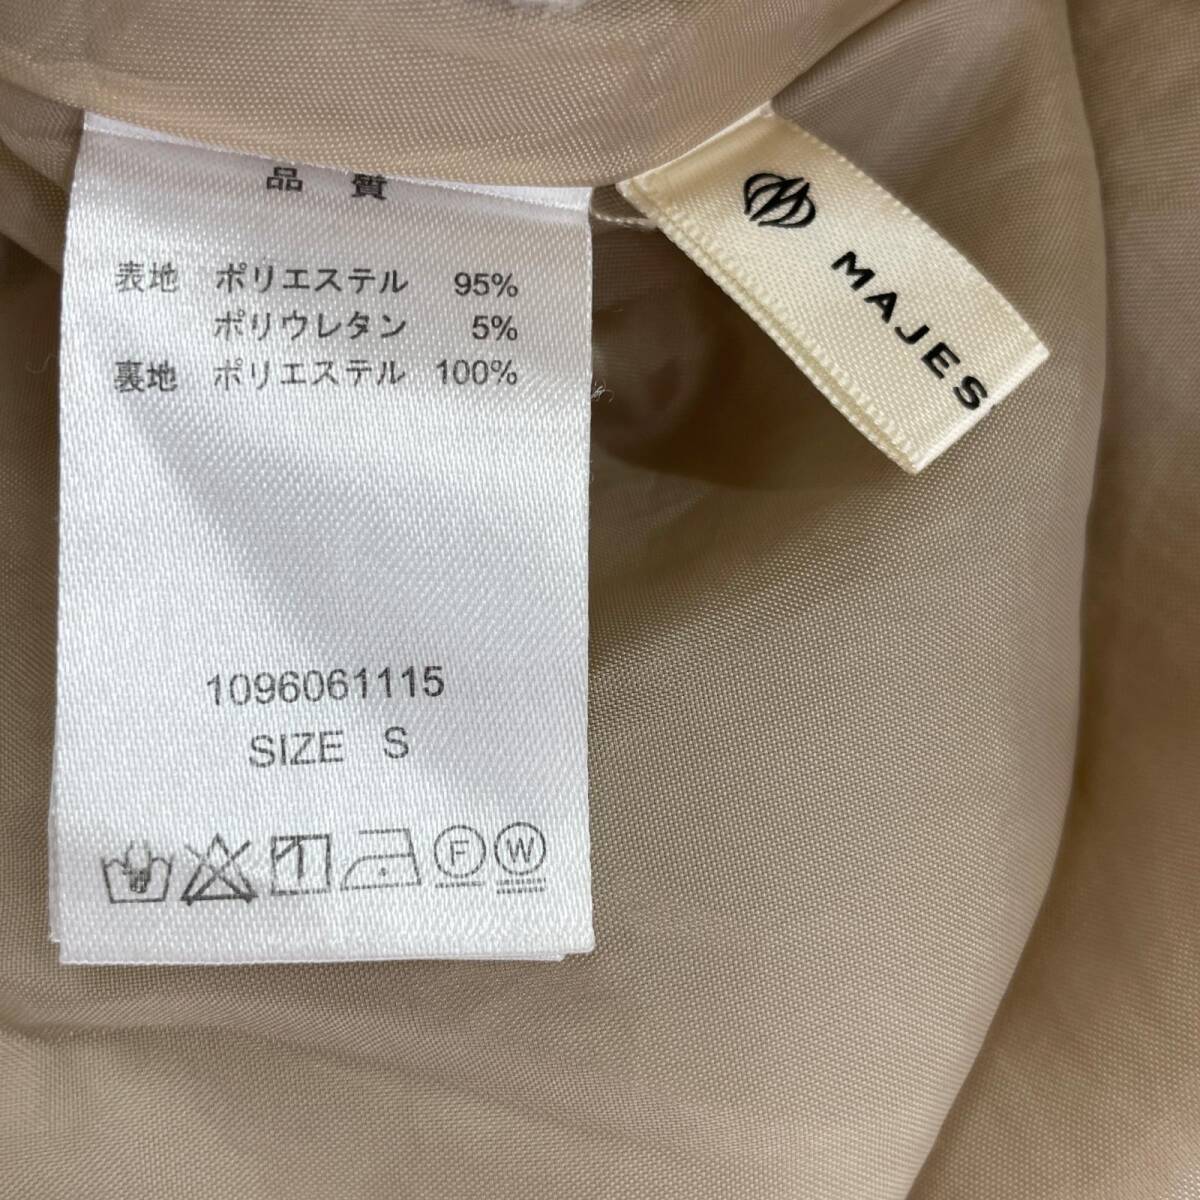 品 質
表地 ポリエステル 95%
ポリウレタン 5%
裏地 ポリエステル 100%
1096061115
SIZE S
F W
MAJES